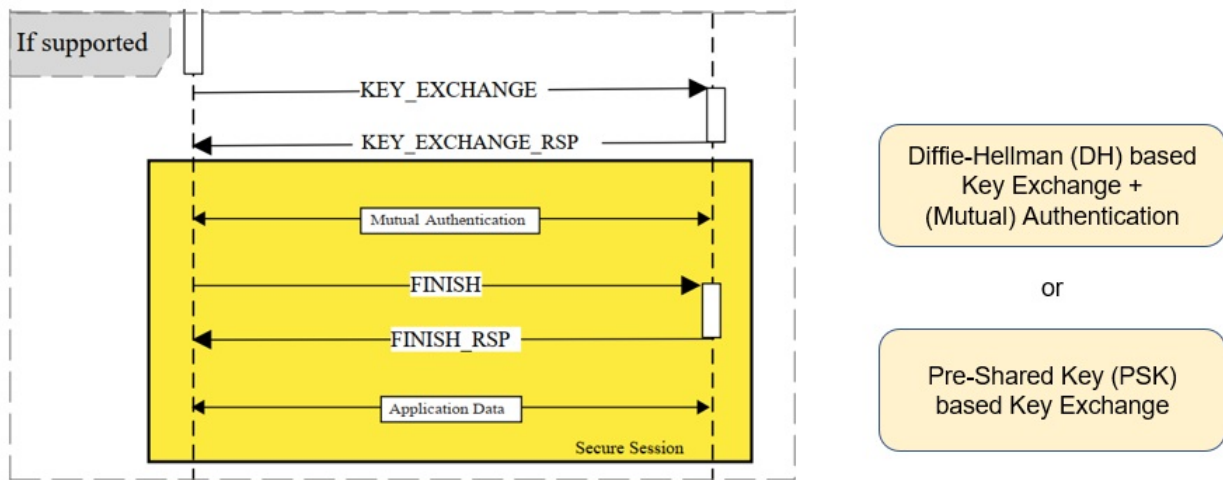 If supported
KEY_EXCHANGE
KEY_EXCHANGE_RSP
Mutual Authentication
FINISH
FINISH_RSP
Application Data
Secure Session
Diffie-Hellman (DH) based
Key Exchange +
(Mutual) Authentication
or
Pre-Shared Key (PSK)
based Key Exchange